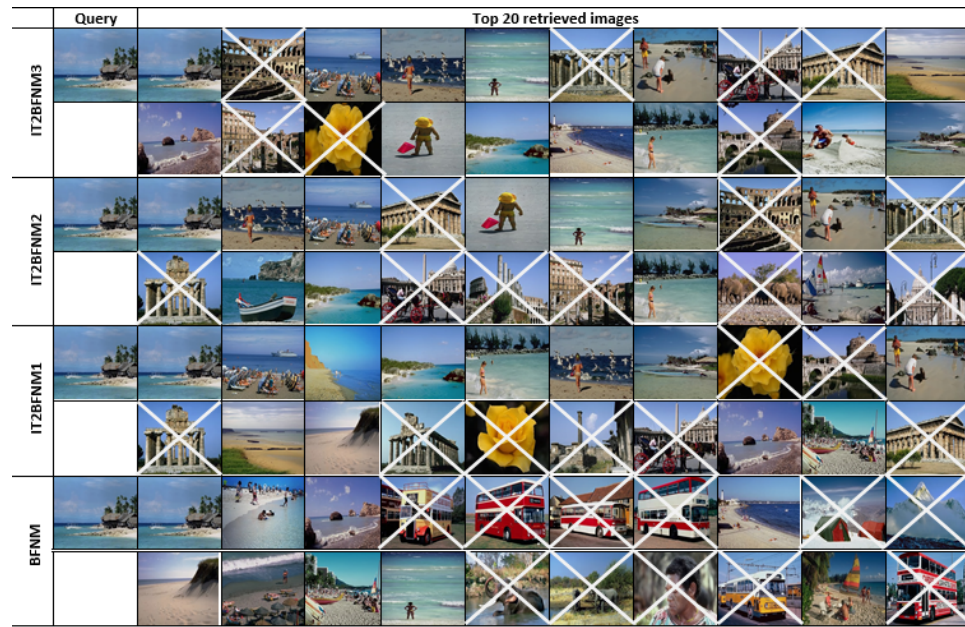 Query
Top 20 retrieved images
IT2BFNM3
IT2BFNM2
IT2BFNM1
BFNM